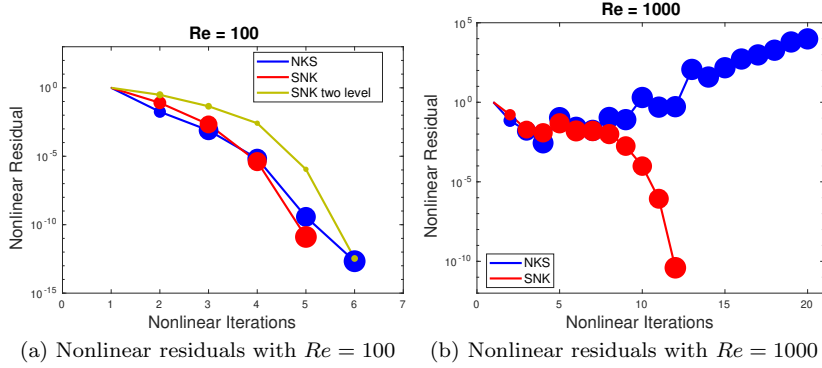 Re = 100
NKS
SNK
SNK two level
10^0
10^-5
10^-10
10^-15
Nonlinear Residual
0 1 2 3 4 5 6 7
Nonlinear Iterations
(a) Nonlinear residuals with Re = 100
Re = 1000
10^5
10^0
10^-5
10^-10
Nonlinear Residual
NKS
SNK
0 5 10 15 20
Nonlinear Iterations
(b) Nonlinear residuals with Re = 1000